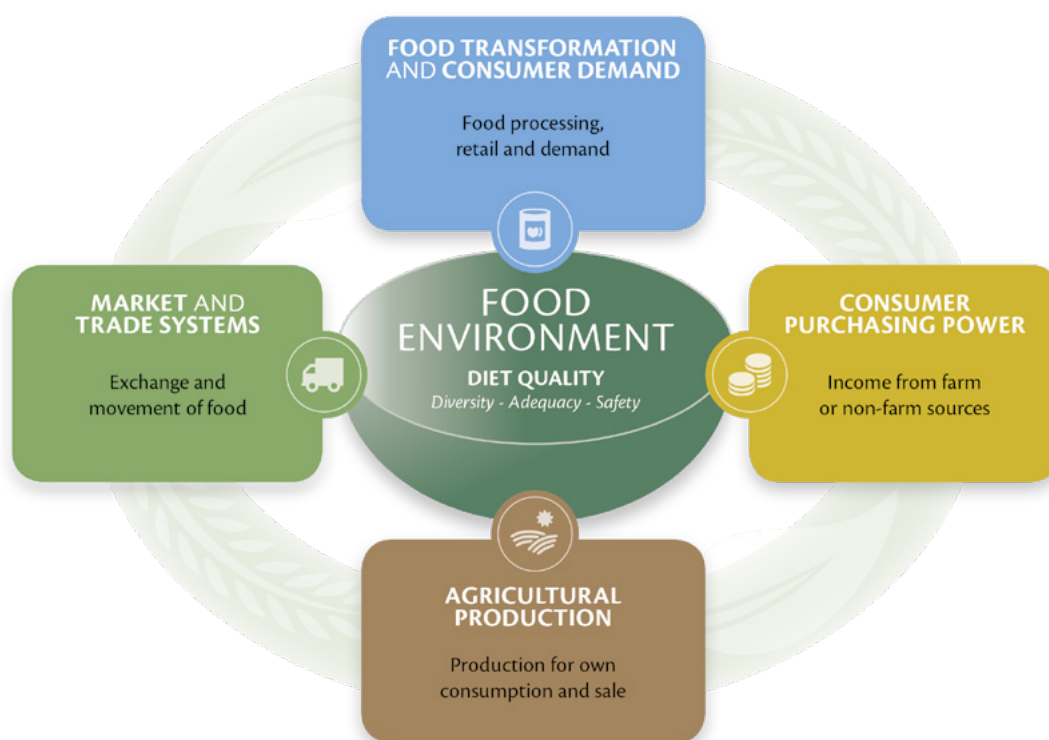 FOOD TRANSFORMATION
AND CONSUMER DEMAND
Food processing,
retail and demand
MARKET AND
TRADE SYSTEMS
Exchange and
movement of food
FOOD
ENVIRONMENT
DIET QUALITY
Diversity - Adequacy - Safety
CONSUMER
PURCHASING POWER
Income from farm
or non-farm sources
AGRICULTURAL
PRODUCTION
Production for own
consumption and sale